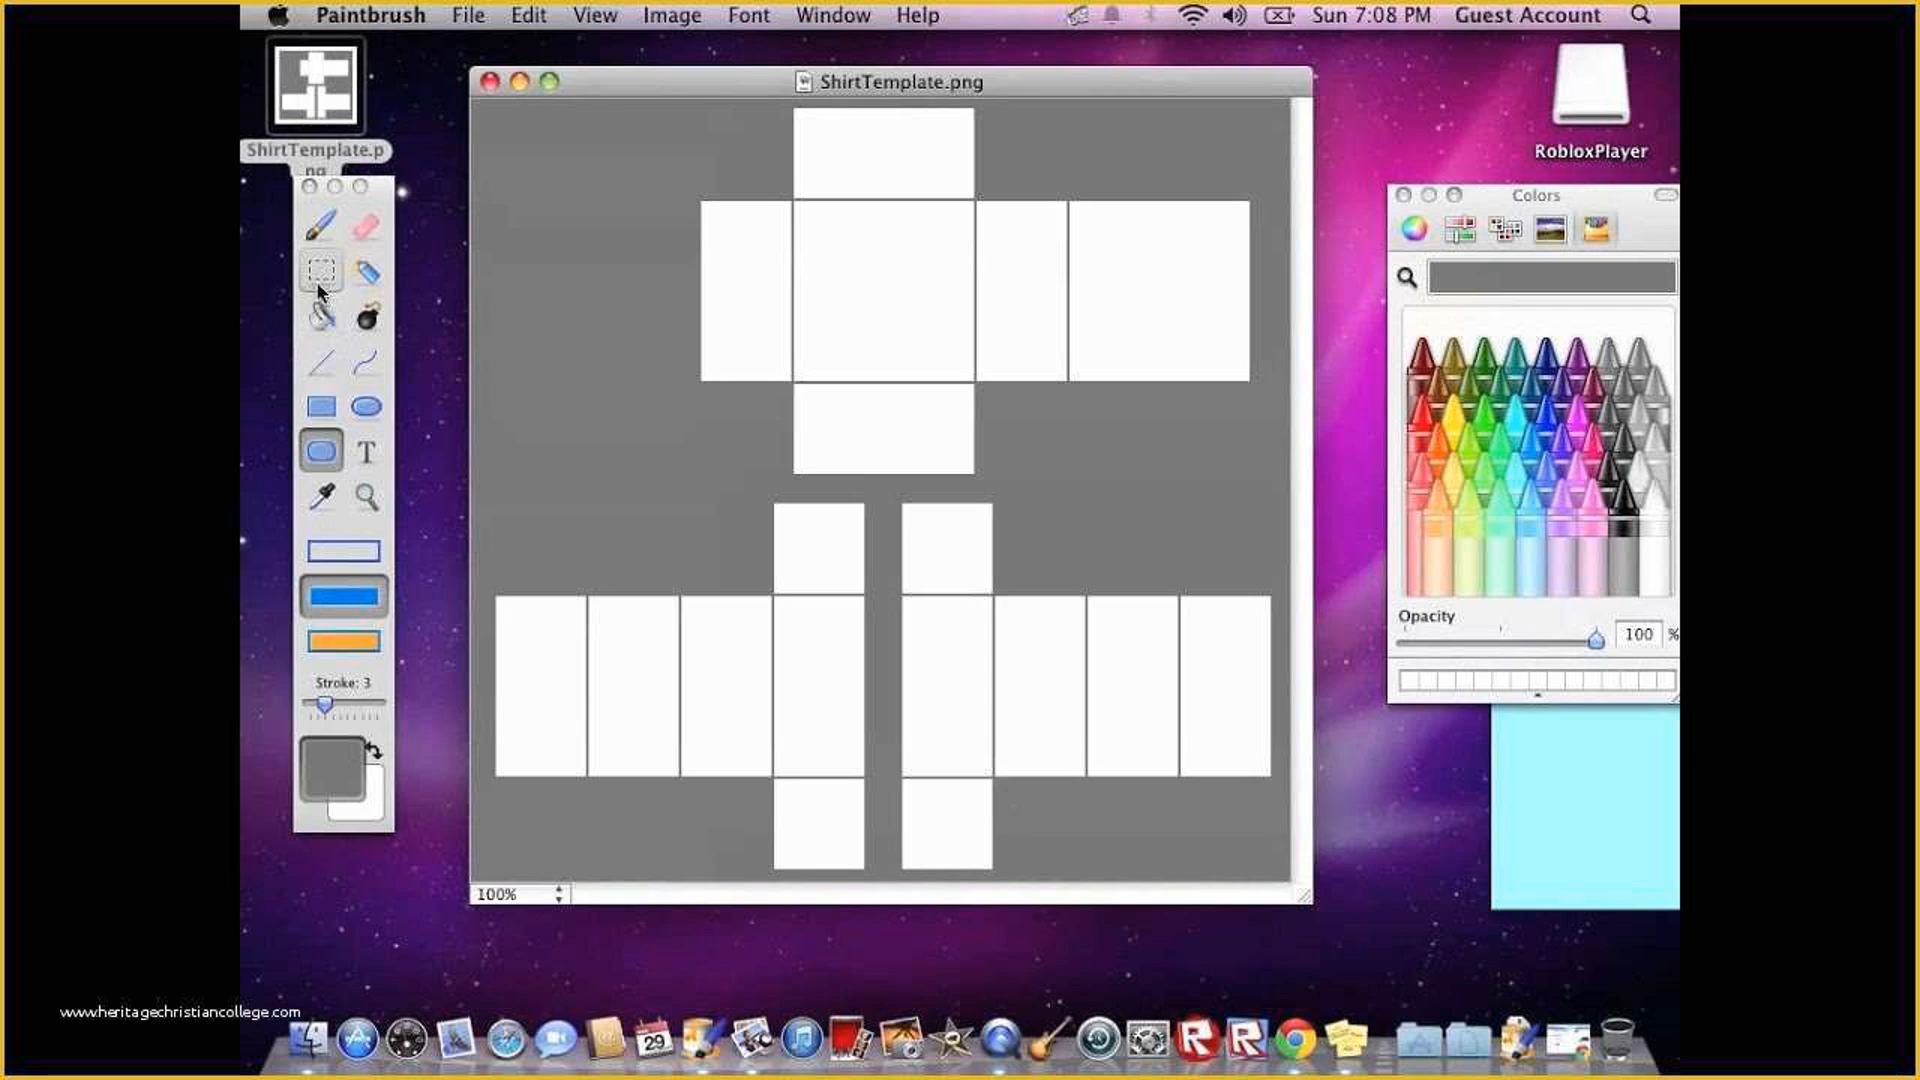 Paintbrush File Edit View Image Font Window Help Sun 7:08 PM Guest Account
ShirtTemplate.png
ShirtTemplate.p
ng
RobloxPlayer
Colors
T
Opacity
100 %
Stroke: 3
100%
www.heritagechristiancollege.com
29
R R